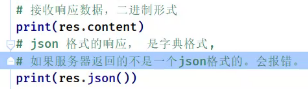 # 接收响应数据，二进制形式
print(res.content)
# json 格式的响应， 是字典格式，
# 如果服务器返回的不是一个json格式的。会报错。
print(res.json())